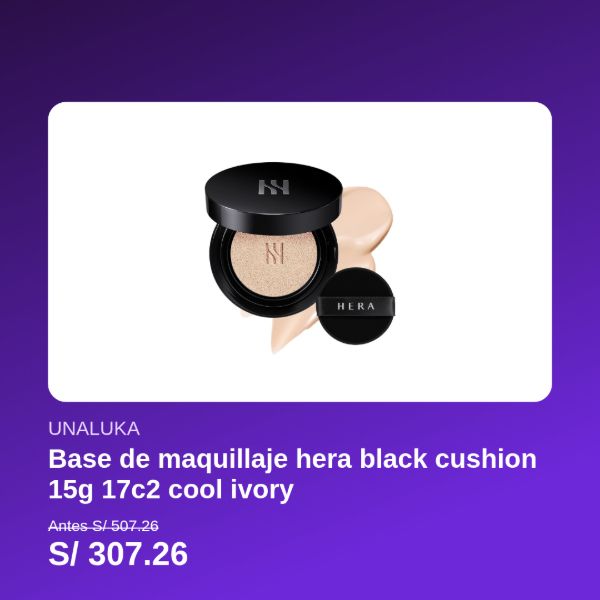 HERA
UNALUKA
Base de maquillaje hera black cushion
15g 17c2 cool ivory
Antes S/ 507.26
S/ 307.26